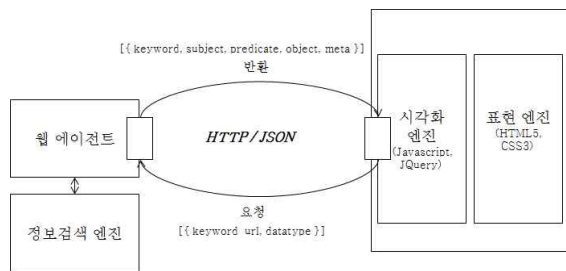 [{ keyword, subject, predicate, object, meta }]
반환
웹 에이전트
HTTP/JSON
시각화
엔진
(Javascript,
JQuery)
표현 엔진
(HTML5,
CSS3)
요청
[{ keyword url, datatype }]
정보검색 엔진